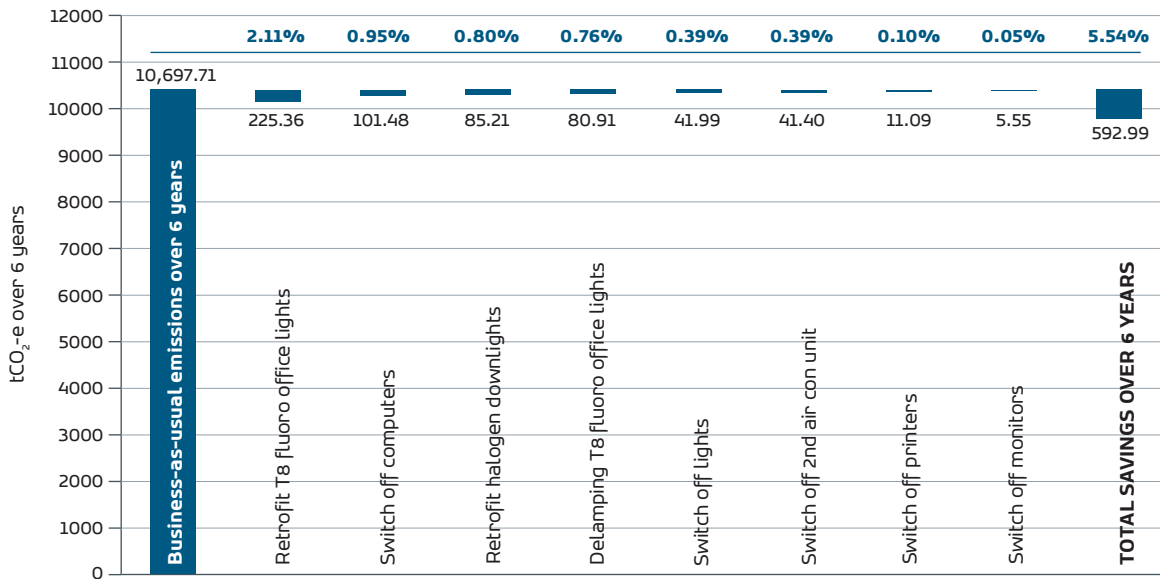 12000
11000
10000
9000
8000
7000
6000
5000
4000
3000
2000
1000
0
tCO₂-e over 6 years
2.11% 0.95% 0.80% 0.76% 0.39% 0.39% 0.10% 0.05% 5.54%
10,697.71
225.36 101.48 85.21 80.91 41.99 41.40 11.09 5.55 592.99
Business-as-usual emissions over 6 years
Retrofit T8 fluoro office lights
Switch off computers
Retrofit halogen downlights
Delamping T8 fluoro office lights
Switch off lights
Switch off 2nd air con unit
Switch off printers
Switch off monitors
TOTAL SAVINGS OVER 6 YEARS